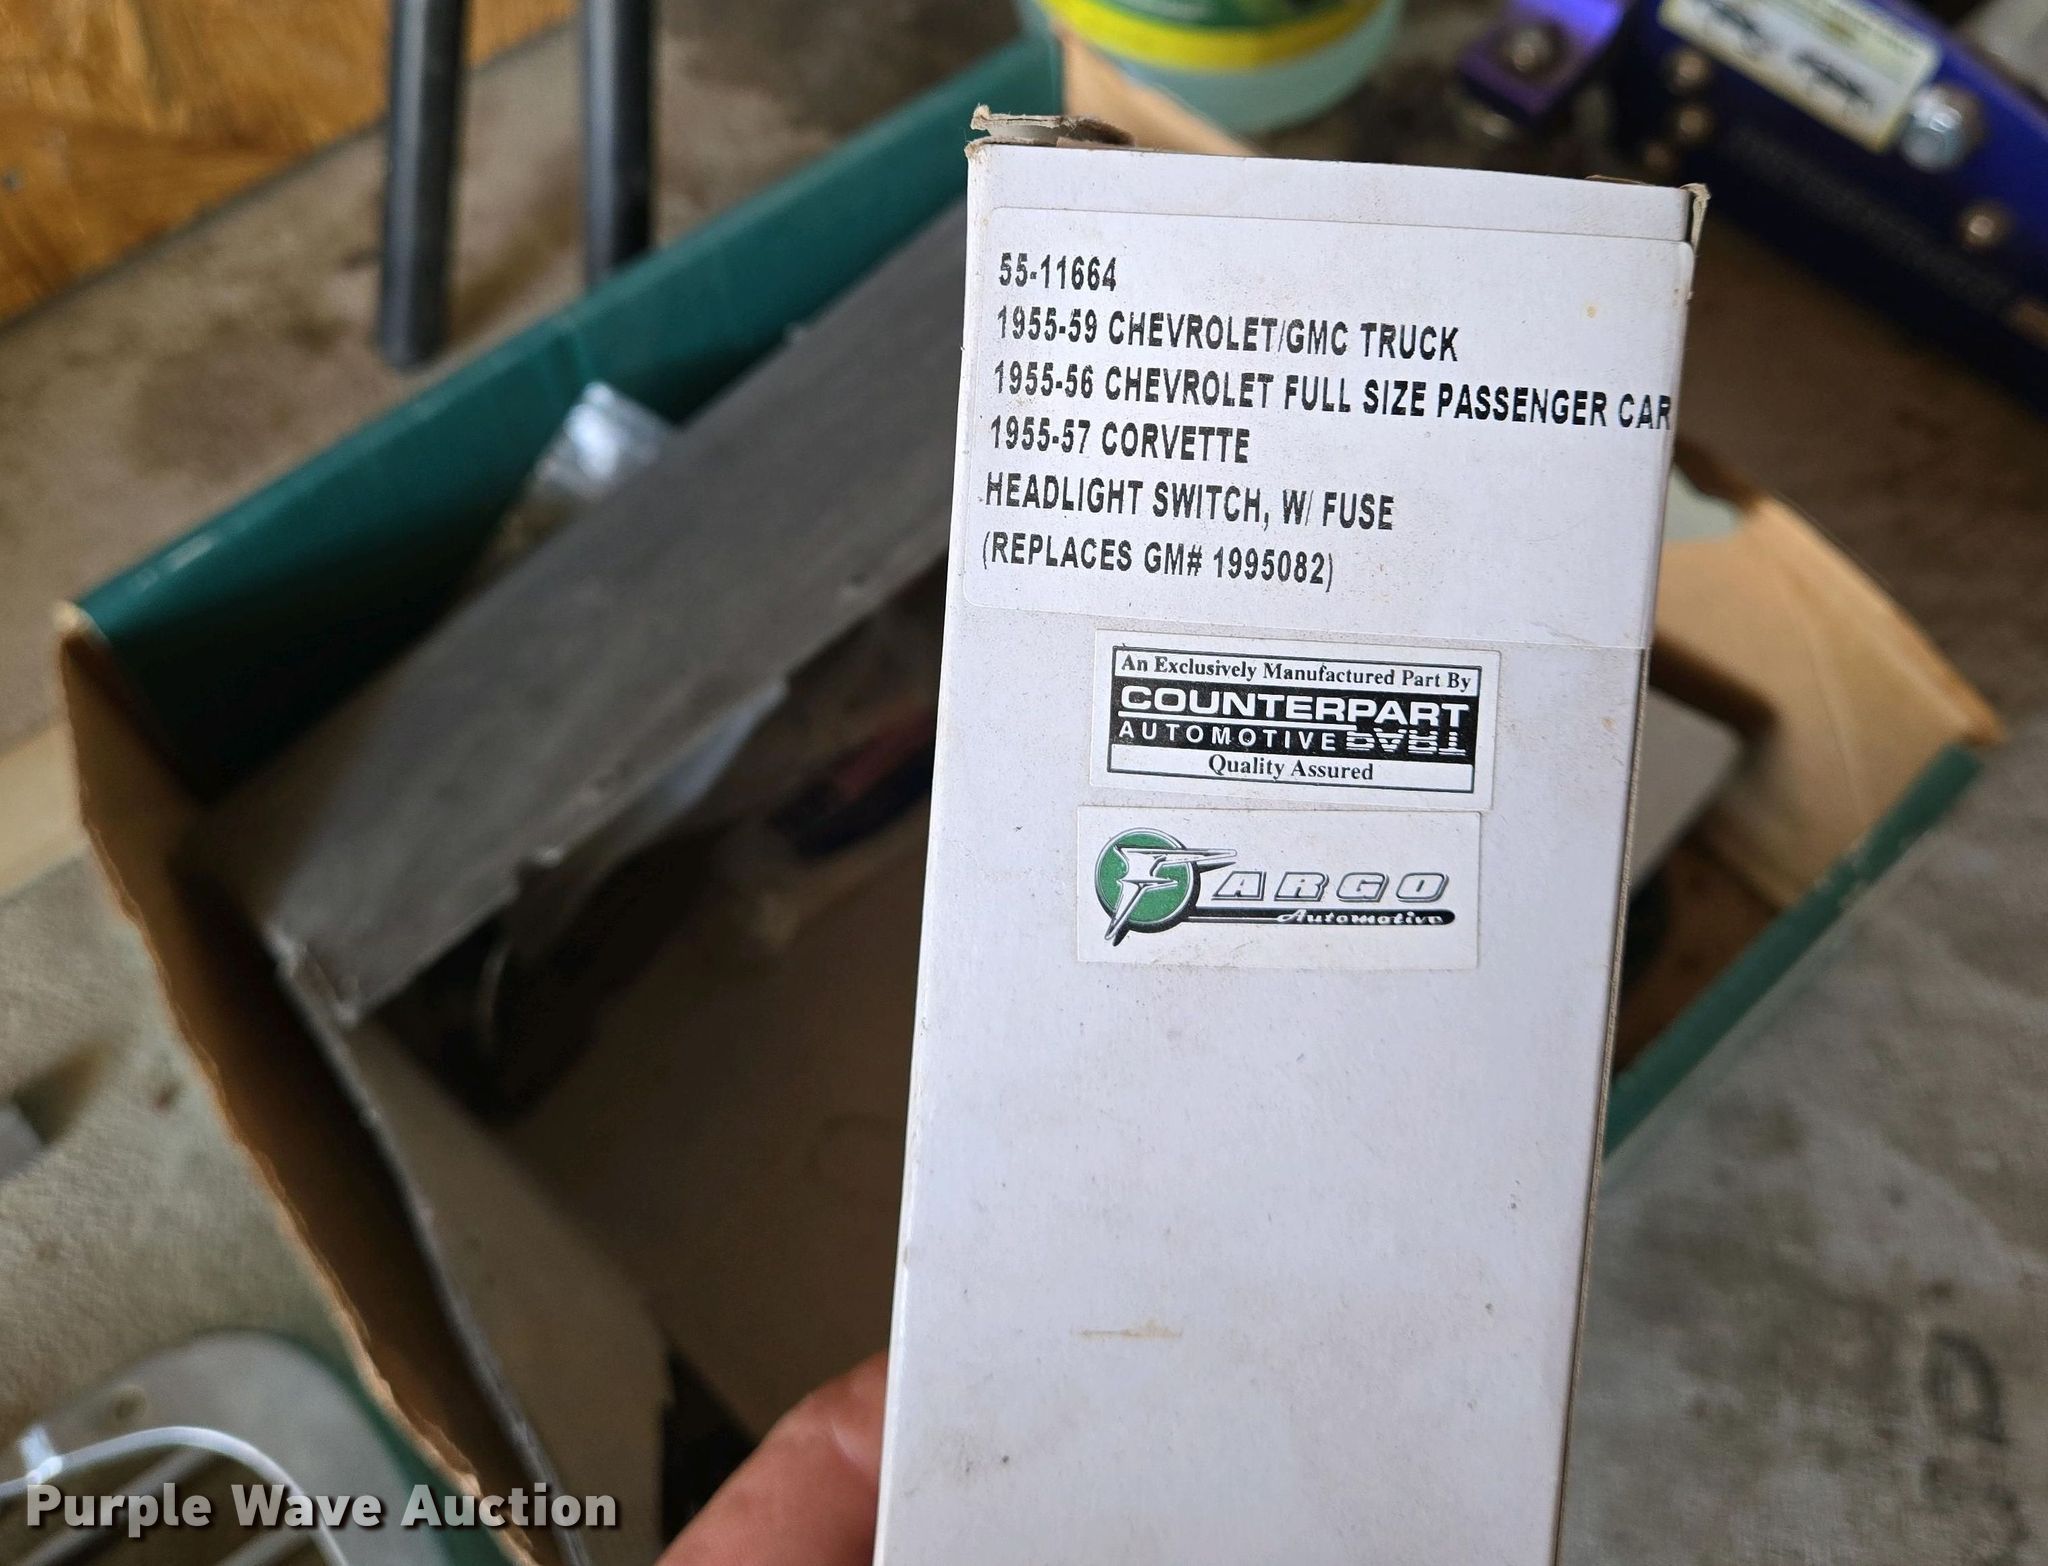 55-11664
1955-59 CHEVROLET/GMC TRUCK
1955-56 CHEVROLET FULL SIZE PASSENGER CAR
1955-57 CORVETTE
HEADLIGHT SWITCH, W/ FUSE
(REPLACES GM# 1995082)
An Exclusively Manufactured Part By
COUNTERPART
AUTOMOTIVE PART
Quality Assured
FARGO
Automotive
Purple Wave Auction